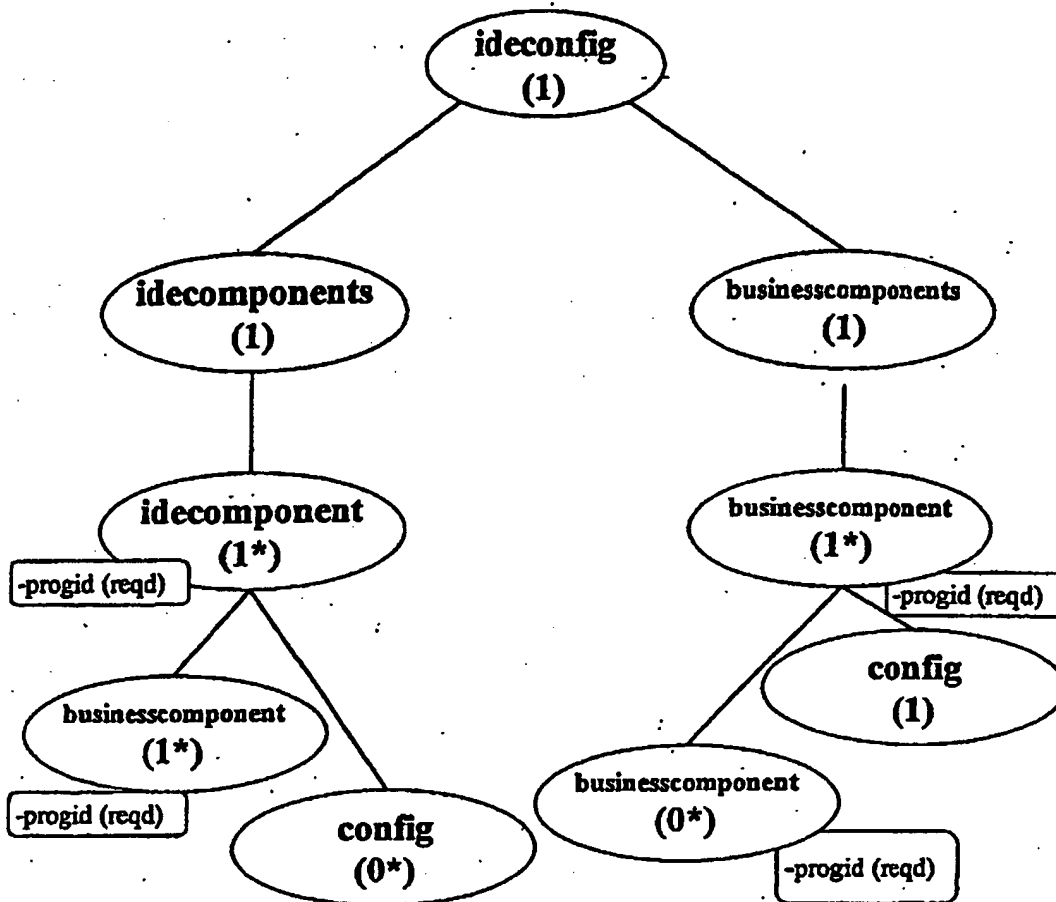 ideconfig
(1)
idecomponents
(1)
businesscomponents
(1)
idecomponent
(1*)
-progid (reqd)
businesscomponent
(1*)
-progid (reqd)
businesscomponent
(1*)
-progid (reqd)
config
(0*)
config
(1)
businesscomponent
(0*)
-progid (reqd)